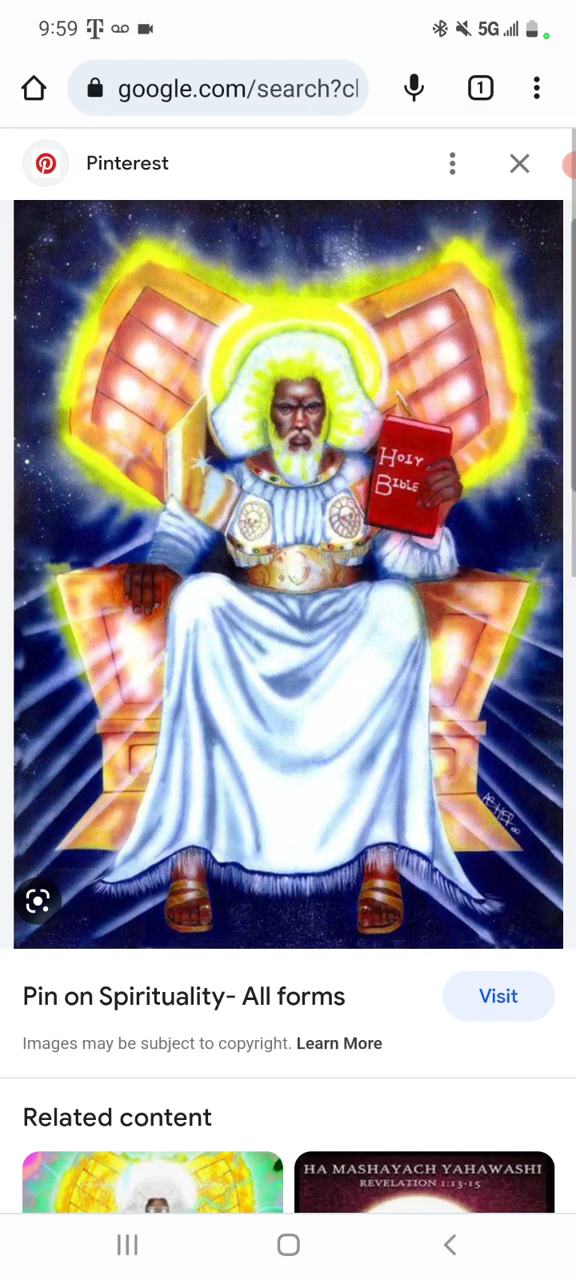 9:59
5G
google.com/search?cl
1
Pinterest
HOLY
BIBLE
Pin on Spirituality- All forms
Visit
Images may be subject to copyright. Learn More
Related content
HA MASHAYACH YAHAWASHI
REVELATION 1:13-15